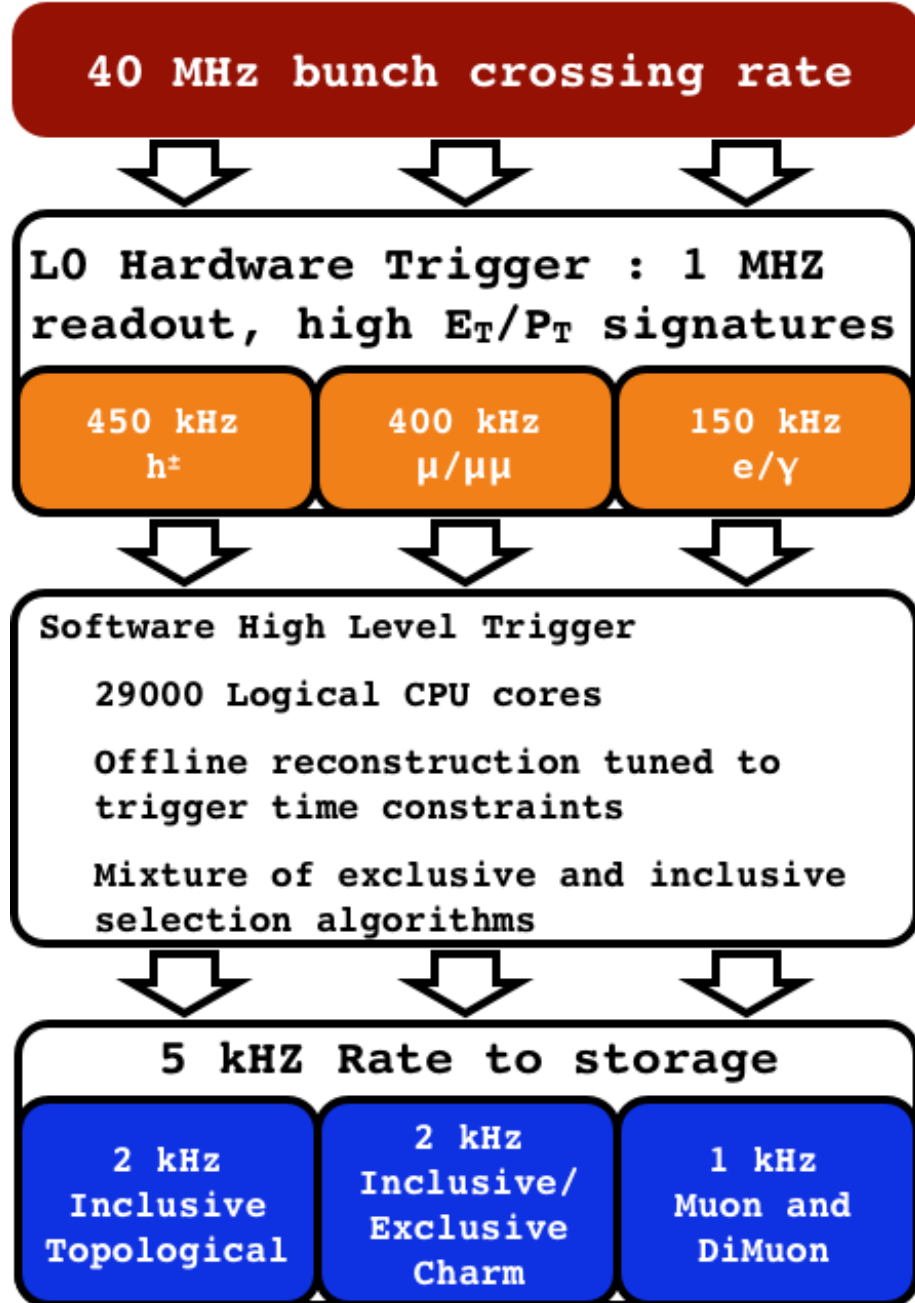 40 MHz bunch crossing rate
L0 Hardware Trigger : 1 MHZ
readout, high Eᴛ/Pᴛ signatures
450 kHz
h±
400 kHz
μ/μμ
150 kHz
e/γ
Software High Level Trigger
29000 Logical CPU cores
Offline reconstruction tuned to
trigger time constraints
Mixture of exclusive and inclusive
selection algorithms
5 kHZ Rate to storage
2 kHz
Inclusive
Topological
2 kHz
Inclusive/
Exclusive
Charm
1 kHz
Muon and
DiMuon